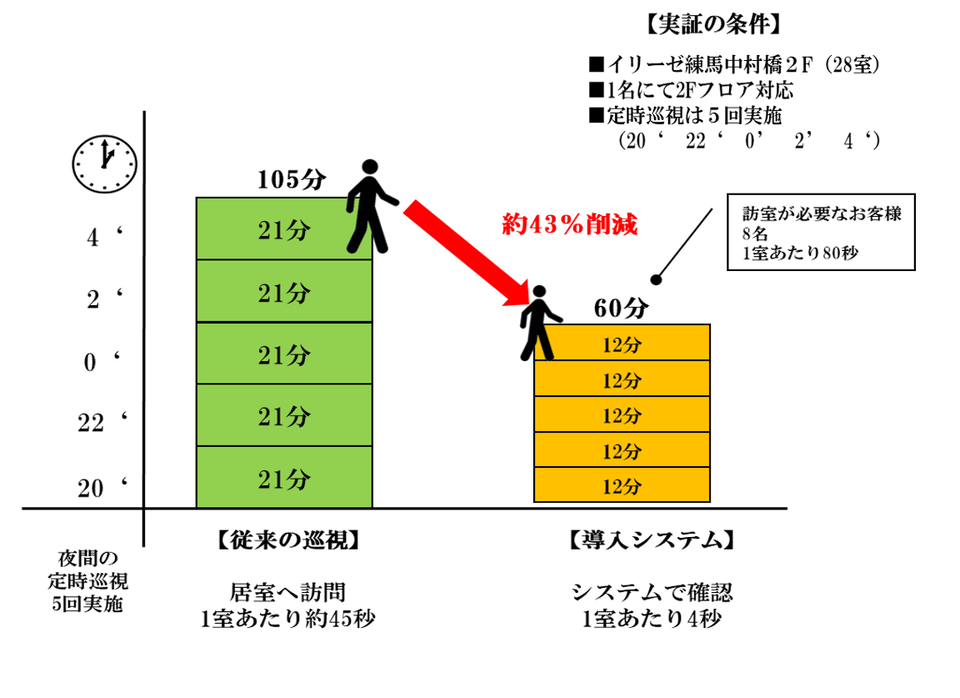 【実証の条件】
■イリーゼ練馬中村橋２F（28室）
■1名にて2Fフロア対応
■定時巡視は５回実施
（20‘ 22‘ 0’ 2’ 4‘）
105分
約43％削減
訪室が必要なお客様
8名
1室あたり80秒
60分
4‘
2‘
0‘
22‘
20‘
21分
21分
21分
21分
21分
12分
12分
12分
12分
12分
夜間の
定時巡視
5回実施
【従来の巡視】
居室へ訪問
1室あたり約45秒
【導入システム】
システムで確認
1室あたり4秒